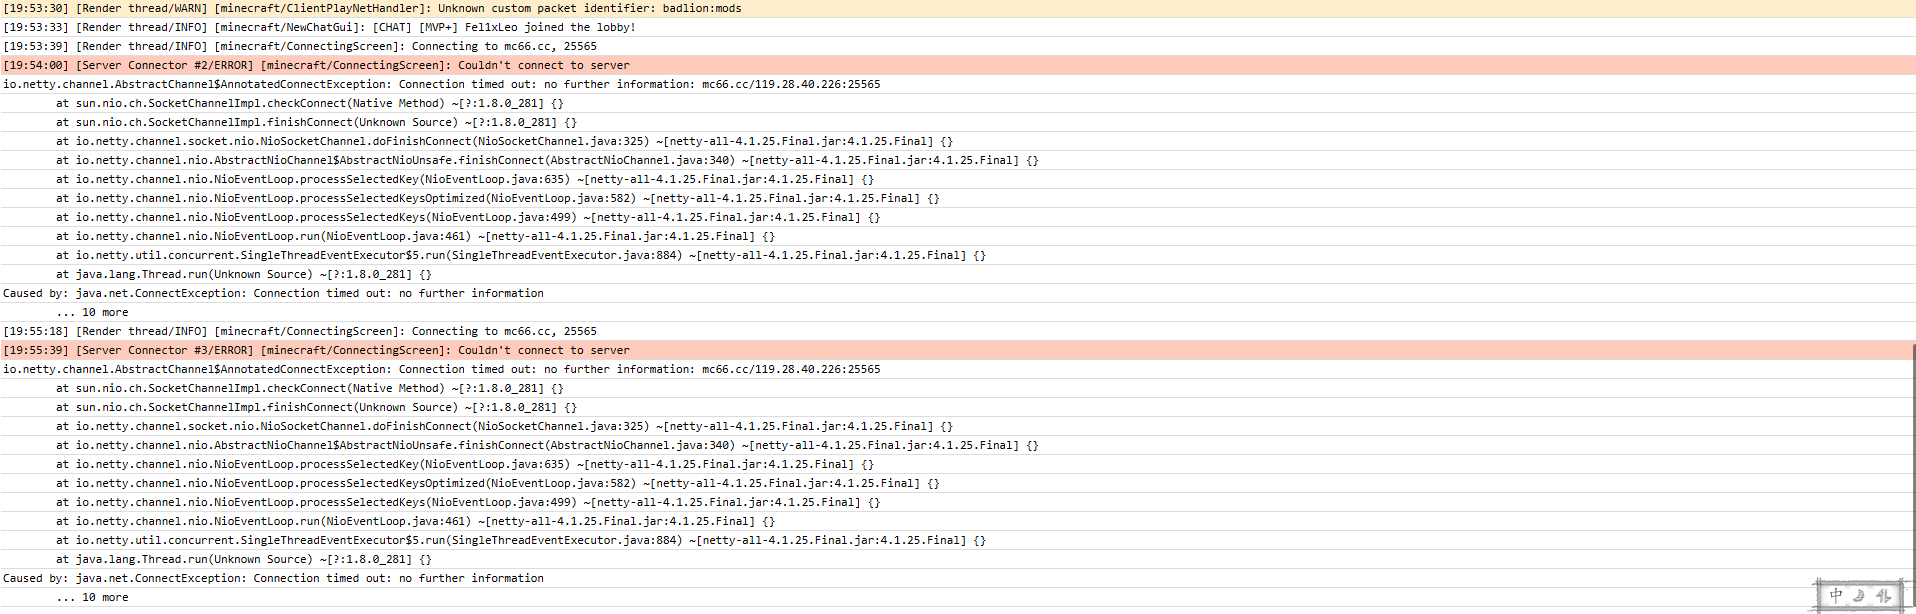 [19:53:30] [Render thread/WARN] [minecraft/ClientPlayNetHandler]: Unknown custom packet identifier: badlion:mods
[19:53:33] [Render thread/INFO] [minecraft/NewChatGui]: [CHAT] [MVP+] Fel1xLeo joined the lobby!
[19:53:39] [Render thread/INFO] [minecraft/ConnectingScreen]: Connecting to mc66.cc, 25565
[19:54:00] [Server Connector #2/ERROR] [minecraft/ConnectingScreen]: Couldn't connect to server
io.netty.channel.AbstractChannel$AnnotatedConnectException: Connection timed out: no further information: mc66.cc/119.28.40.226:25565
at sun.nio.ch.SocketChannelImpl.checkConnect(Native Method) ~[?:1.8.0_281] {}
at sun.nio.ch.SocketChannelImpl.finishConnect(Unknown Source) ~[?:1.8.0_281] {}
at io.netty.channel.socket.nio.NioSocketChannel.doFinishConnect(NioSocketChannel.java:325) ~[netty-all-4.1.25.Final.jar:4.1.25.Final] {}
at io.netty.channel.nio.AbstractNioChannel$AbstractNioUnsafe.finishConnect(AbstractNioChannel.java:340) ~[netty-all-4.1.25.Final.jar:4.1.25.Final] {}
at io.netty.channel.nio.NioEventLoop.processSelectedKey(NioEventLoop.java:635) ~[netty-all-4.1.25.Final.jar:4.1.25.Final] {}
at io.netty.channel.nio.NioEventLoop.processSelectedKeysOptimized(NioEventLoop.java:582) ~[netty-all-4.1.25.Final.jar:4.1.25.Final] {}
at io.netty.channel.nio.NioEventLoop.processSelectedKeys(NioEventLoop.java:499) ~[netty-all-4.1.25.Final.jar:4.1.25.Final] {}
at io.netty.channel.nio.NioEventLoop.run(NioEventLoop.java:461) ~[netty-all-4.1.25.Final.jar:4.1.25.Final] {}
at io.netty.util.concurrent.SingleThreadEventExecutor$5.run(SingleThreadEventExecutor.java:884) ~[netty-all-4.1.25.Final.jar:4.1.25.Final] {}
at java.lang.Thread.run(Unknown Source) ~[?:1.8.0_281] {}
Caused by: java.net.ConnectException: Connection timed out: no further information
... 10 more
[19:55:18] [Render thread/INFO] [minecraft/ConnectingScreen]: Connecting to mc66.cc, 25565
[19:55:39] [Server Connector #3/ERROR] [minecraft/ConnectingScreen]: Couldn't connect to server
io.netty.channel.AbstractChannel$AnnotatedConnectException: Connection timed out: no further information: mc66.cc/119.28.40.226:25565
at sun.nio.ch.SocketChannelImpl.checkConnect(Native Method) ~[?:1.8.0_281] {}
at sun.nio.ch.SocketChannelImpl.finishConnect(Unknown Source) ~[?:1.8.0_281] {}
at io.netty.channel.socket.nio.NioSocketChannel.doFinishConnect(NioSocketChannel.java:325) ~[netty-all-4.1.25.Final.jar:4.1.25.Final] {}
at io.netty.channel.nio.AbstractNioChannel$AbstractNioUnsafe.finishConnect(AbstractNioChannel.java:340) ~[netty-all-4.1.25.Final.jar:4.1.25.Final] {}
at io.netty.channel.nio.NioEventLoop.processSelectedKey(NioEventLoop.java:635) ~[netty-all-4.1.25.Final.jar:4.1.25.Final] {}
at io.netty.channel.nio.NioEventLoop.processSelectedKeysOptimized(NioEventLoop.java:582) ~[netty-all-4.1.25.Final.jar:4.1.25.Final] {}
at io.netty.channel.nio.NioEventLoop.processSelectedKeys(NioEventLoop.java:499) ~[netty-all-4.1.25.Final.jar:4.1.25.Final] {}
at io.netty.channel.nio.NioEventLoop.run(NioEventLoop.java:461) ~[netty-all-4.1.25.Final.jar:4.1.25.Final] {}
at io.netty.util.concurrent.SingleThreadEventExecutor$5.run(SingleThreadEventExecutor.java:884) ~[netty-all-4.1.25.Final.jar:4.1.25.Final] {}
at java.lang.Thread.run(Unknown Source) ~[?:1.8.0_281] {}
Caused by: java.net.ConnectException: Connection timed out: no further information
... 10 more
中